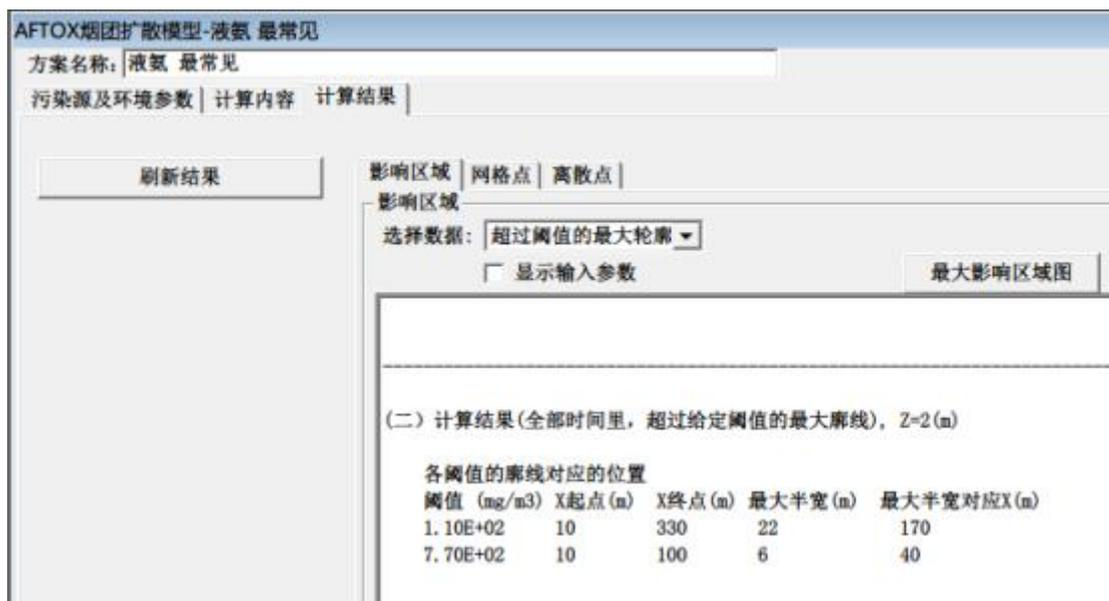 AFTOX烟团扩散模型-液氨 最常见
方案名称: 液氨 最常见
污染源及环境参数 计算内容 计算结果
刷新结果
影响区域 网格点 离散点
影响区域
选择数据: 超过阈值的最大轮廓
显示输入参数 最大影响区域图
(二) 计算结果(全部时间里, 超过给定阈值的最大廓线), Z=2(m)
各阈值的廓线对应的位置
阈值 (mg/m3) X起点(m) X终点(m) 最大半宽(m) 最大半宽对应X(m)
1.10E+02 10 330 22 170
7.70E+02 10 100 6 40